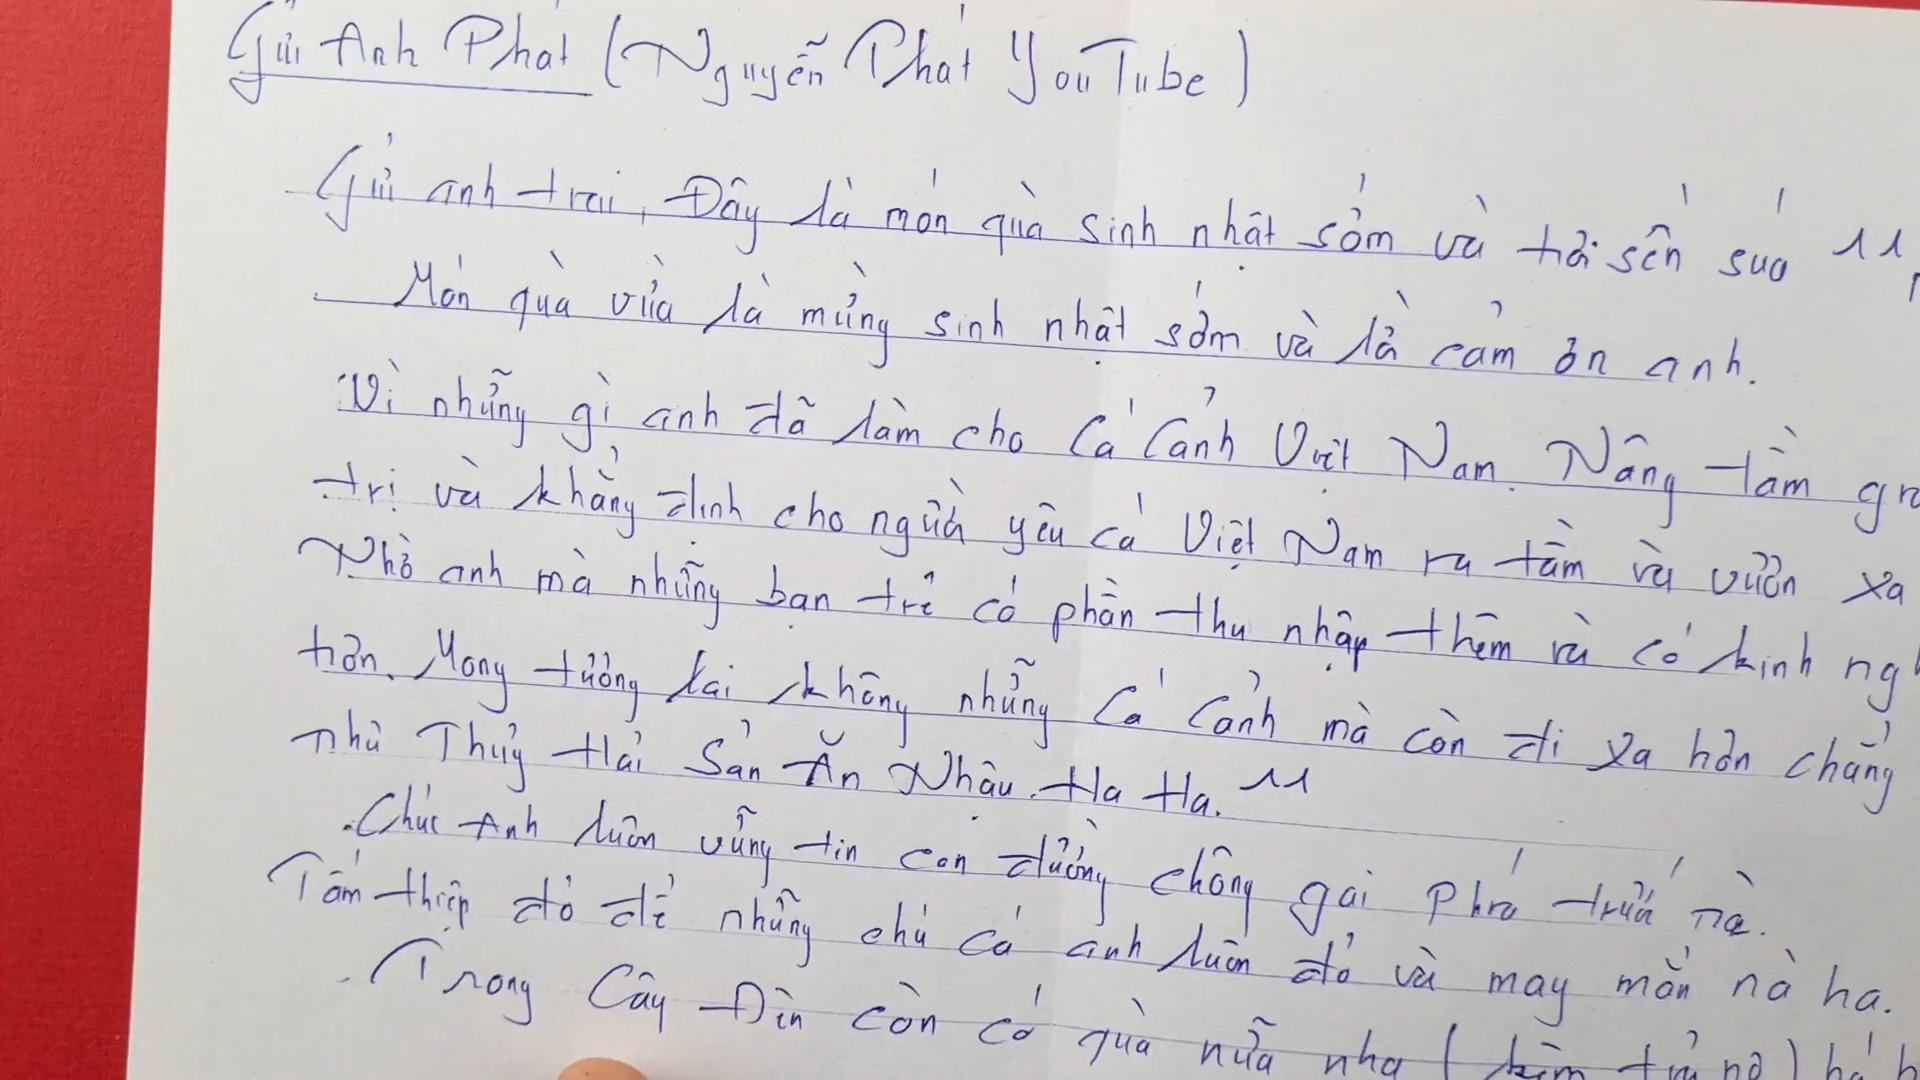 Gửi Anh Phát (Nguyễn Phát YouTube)
Gửi anh trai, Đây là món quà sinh nhật sớm và hơi sến súa
Món quà vừa là mừng sinh nhật sớm và là cảm ơn anh.
Vì những gì anh đã làm cho Cá Cảnh Việt Nam. Nâng tầm
trị và khẳng định cho người yêu cá Việt Nam ra tầm và vươn xa
Nhờ anh mà những bạn trẻ có phần thu nhập thêm và có kinh
hơn. Mong tương lai không những Cá Cảnh mà còn đi xa hơn chẳng
như Thủy Hải Sản Ăn Nhậu. Ha Ha.
Chúc Anh luôn vững tin con đường chông gai phía trước nè.
Tấm thiệp đỏ để những chú cá anh luôn đỏ và may mắn nà ha.
Trong Cây Đèn còn có quà nữa nha (